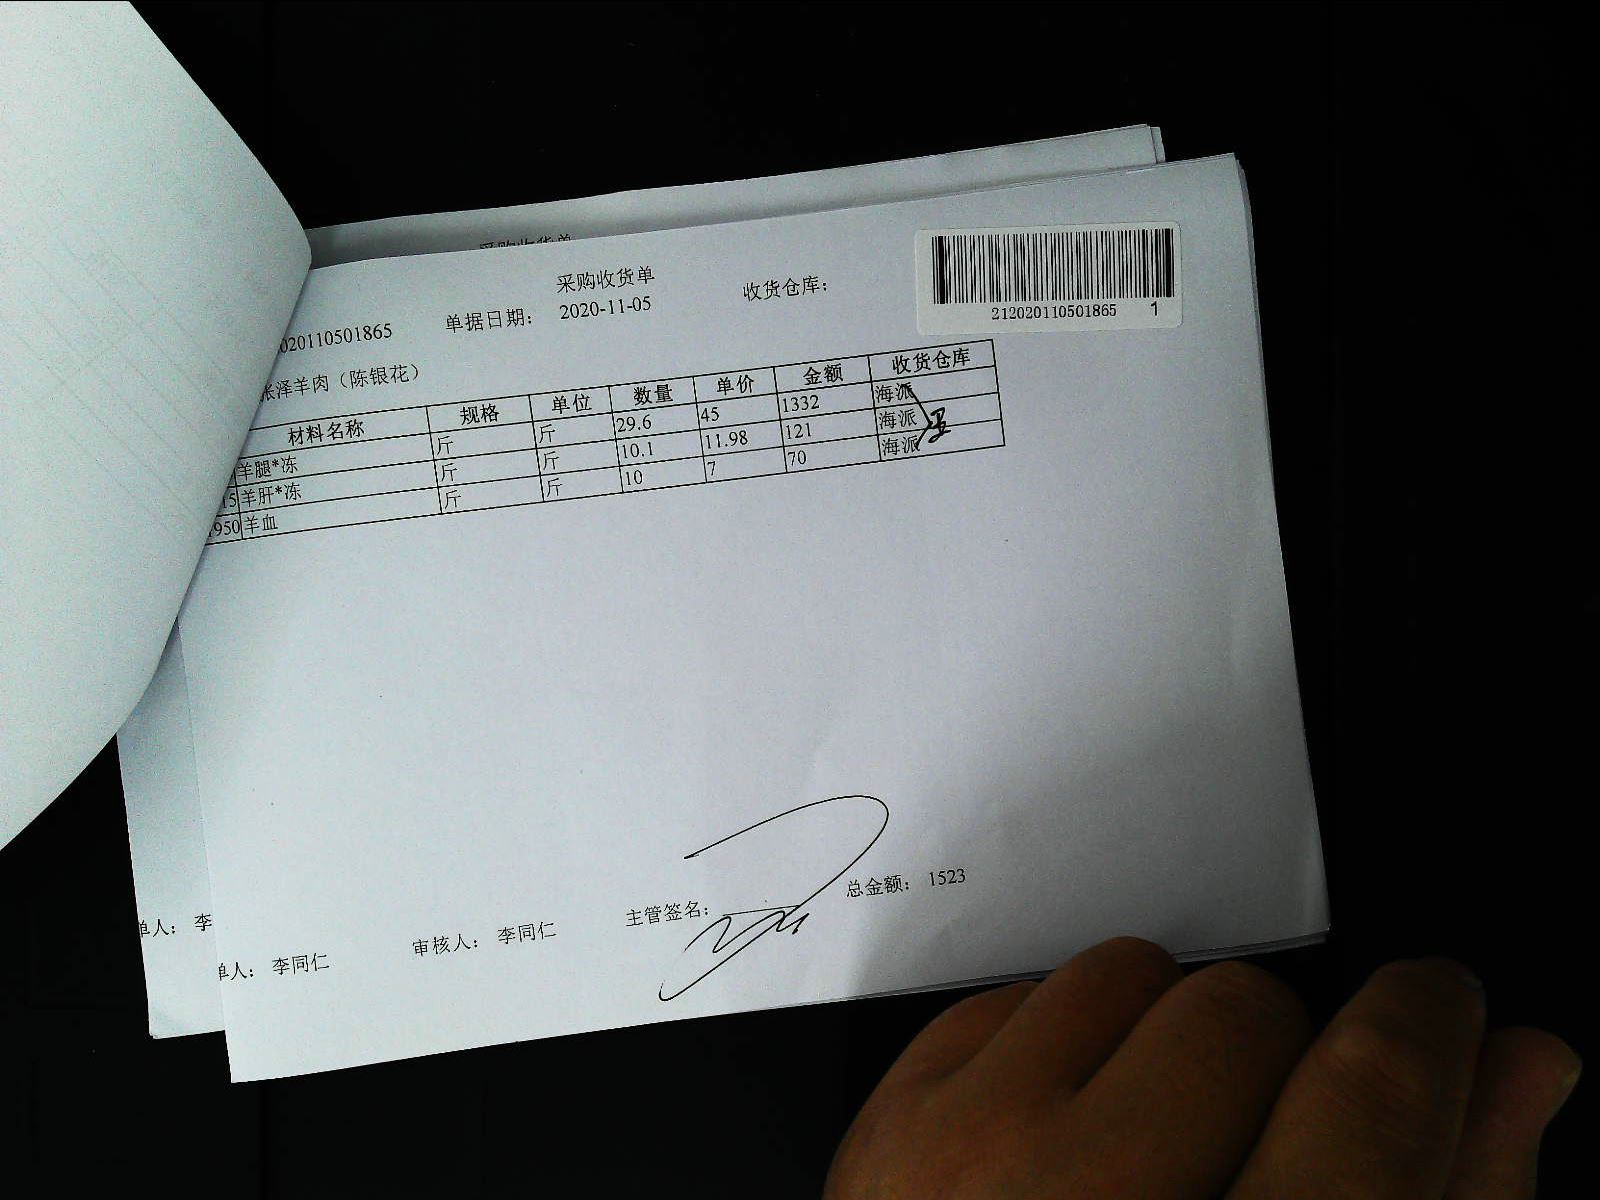 采购收货单
采购收货单
020110501865 单据日期： 2020-11-05 收货仓库：
212020110501865 1
张泽羊肉（陈银花）
材料名称 规格 单位 数量 单价 金额 收货仓库
羊腿*冻 斤 斤 29.6 45 1332 海派
15 羊肝*冻 斤 斤 10.1 11.98 121 海派
950 羊血 斤 斤 10 7 70 海派
单人： 李
单人： 李同仁 审核人： 李同仁 主管签名： 总金额： 1523